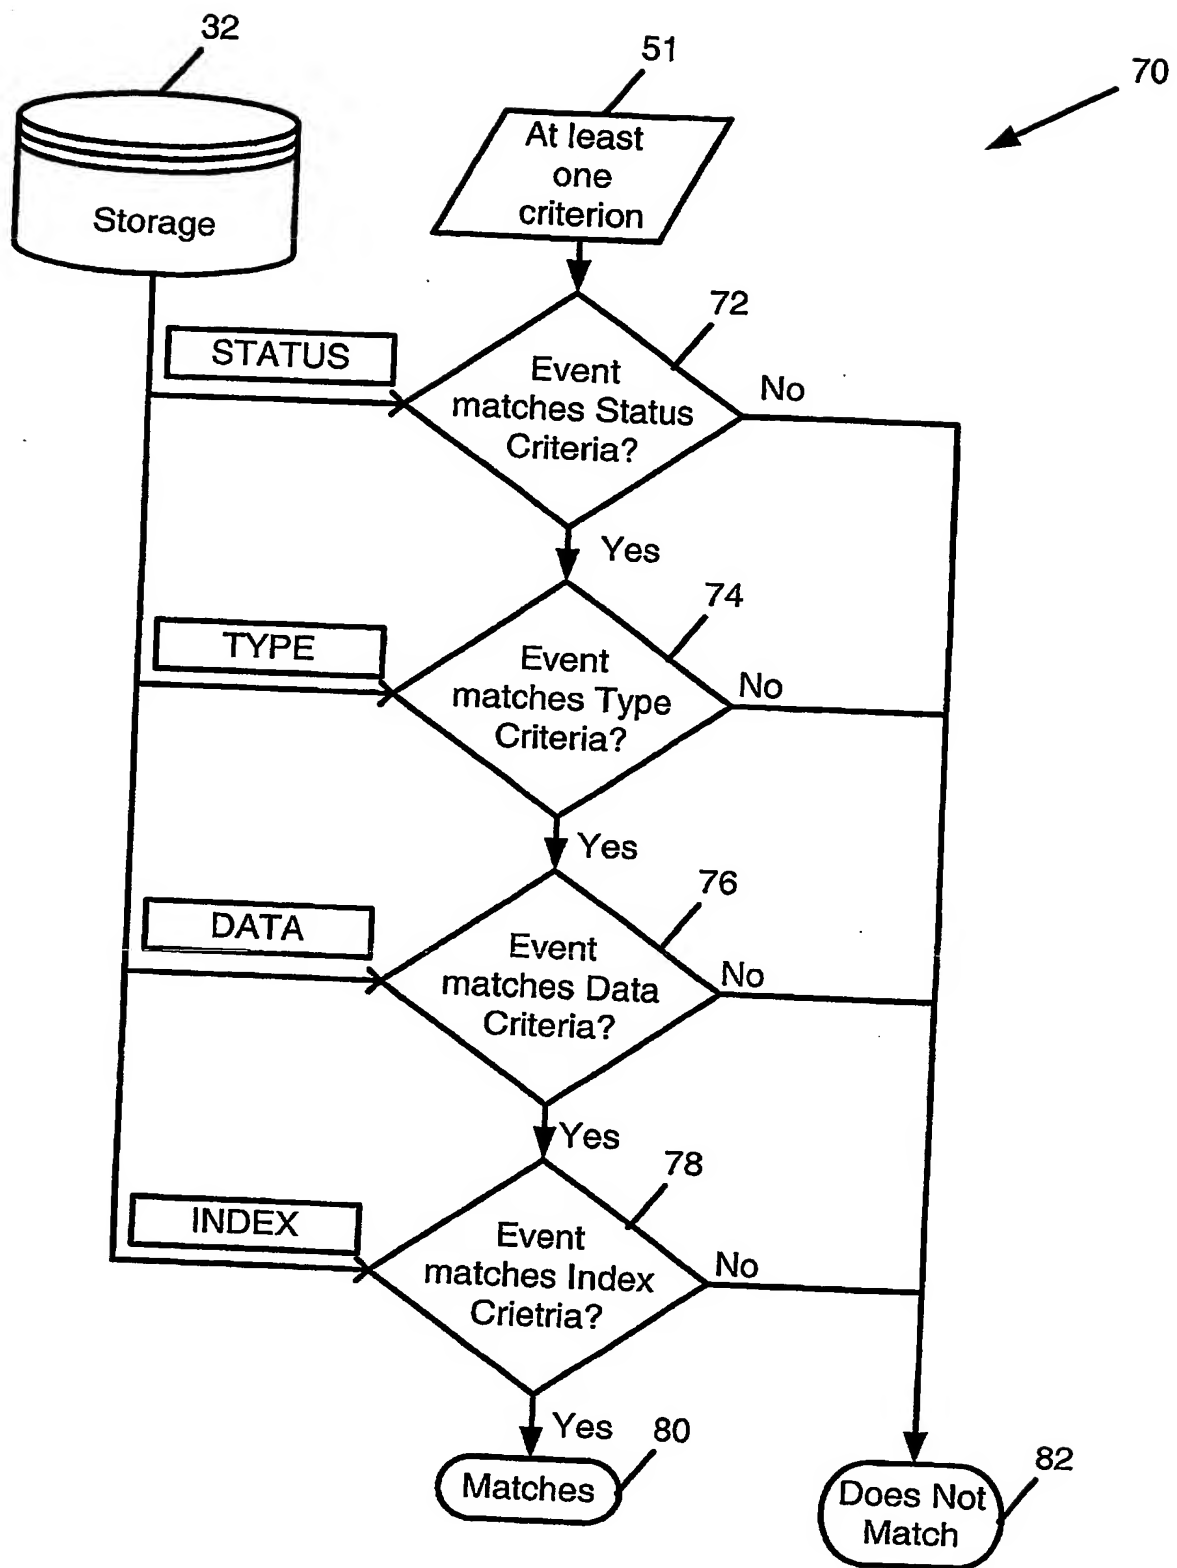 32
51
70
At least
one
criterion
Storage
72
STATUS
Event
matches Status
Criteria?
No
Yes
74
TYPE
Event
matches Type
Criteria?
No
Yes
76
DATA
Event
matches Data
Criteria?
No
Yes
78
INDEX
Event
matches Index
Crietria?
No
Yes
80
Matches
82
Does Not
Match